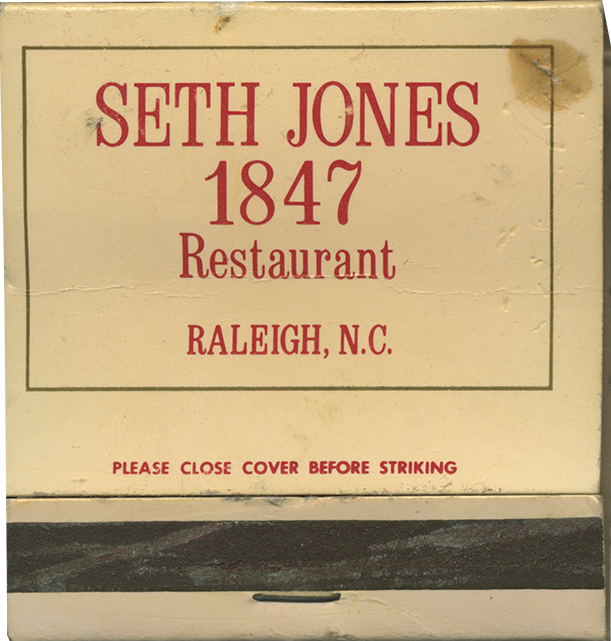 SETH JONES
1847
Restaurant
RALEIGH, N.C.
PLEASE CLOSE COVER BEFORE STRIKING